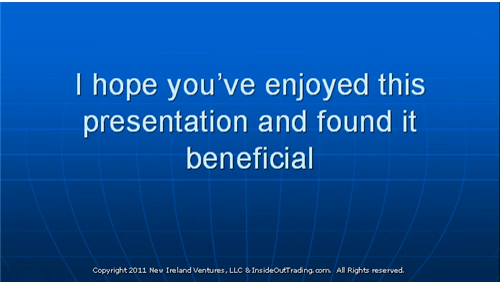 I hope you've enjoyed this
presentation and found it
beneficial
Copyright 2011 New Ireland Ventures, LLC & InsideOutTrading.com. All Rights reserved.